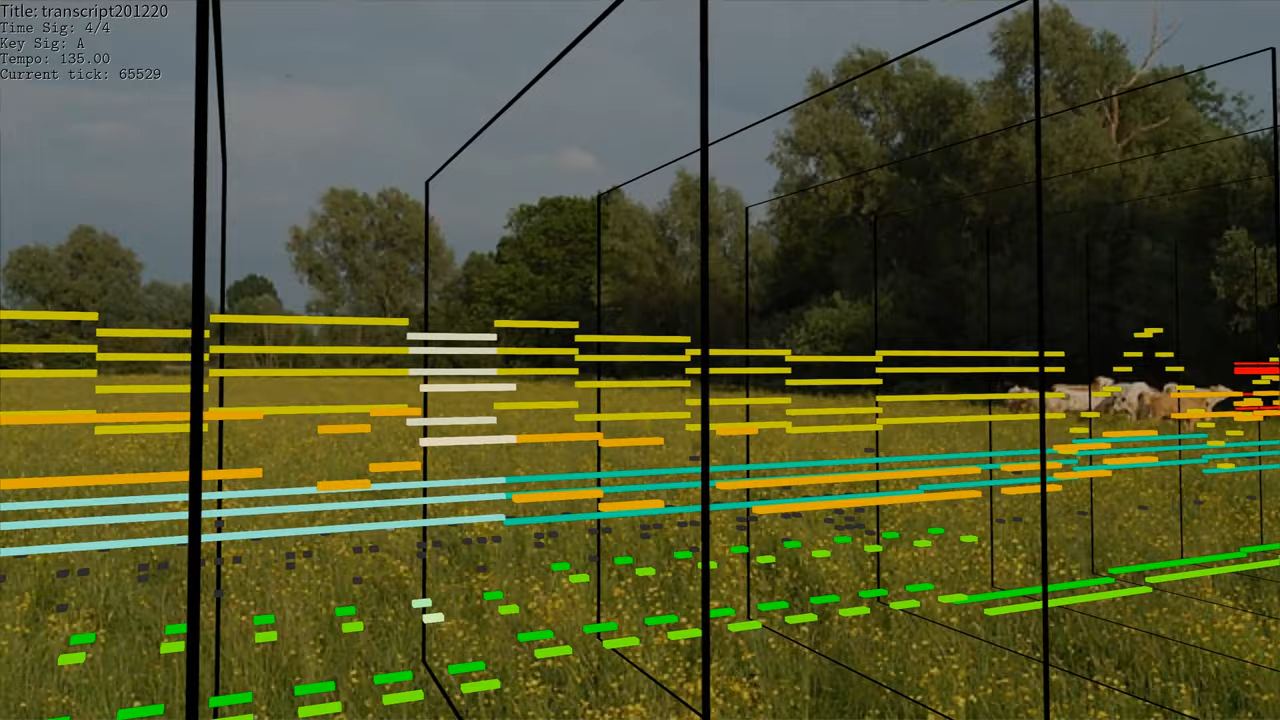 Title: transcript201220
Time Sig: 4/4
Key Sig: A
Tempo: 135.00
Current tick: 65529